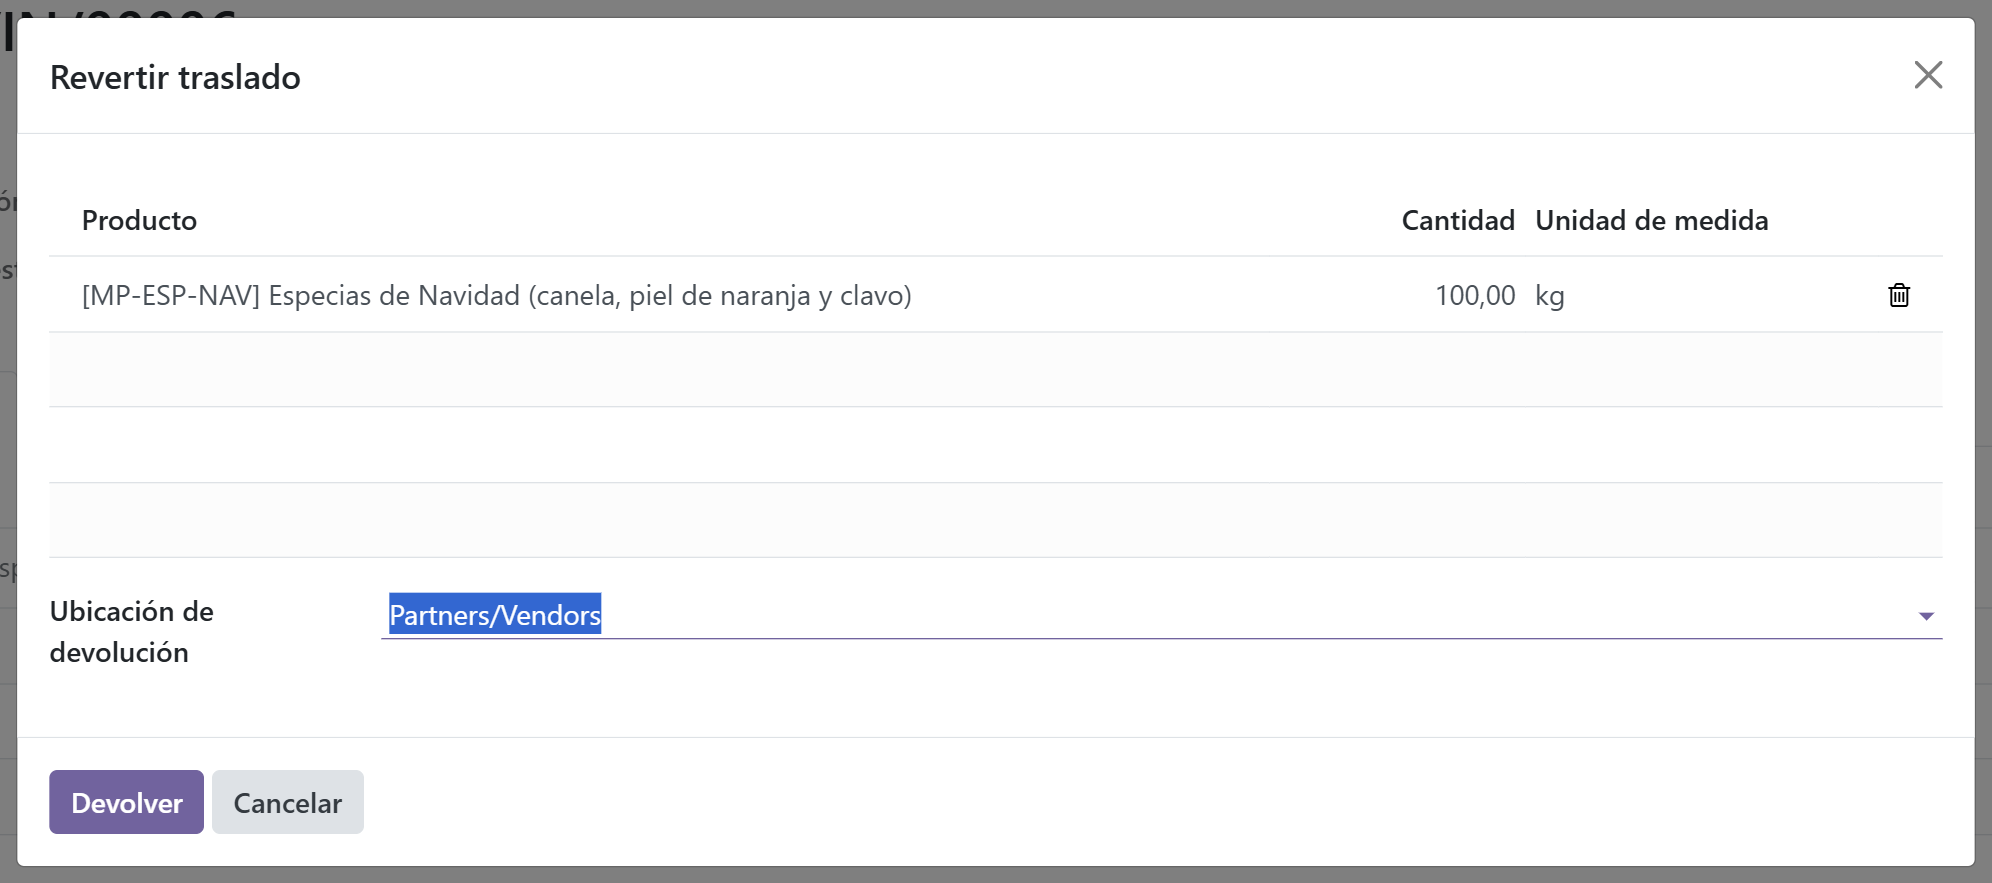 Revertir traslado
Producto Cantidad Unidad de medida
[MP-ESP-NAV] Especias de Navidad (canela, piel de naranja y clavo) 100,00 kg
Ubicación de
devolución
Partners/Vendors
Devolver Cancelar